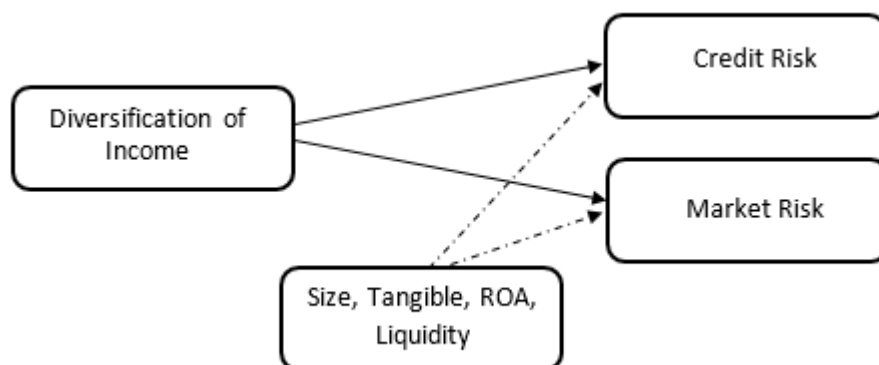 Credit Risk
Diversification of
Income
Market Risk
Size, Tangible, ROA,
Liquidity